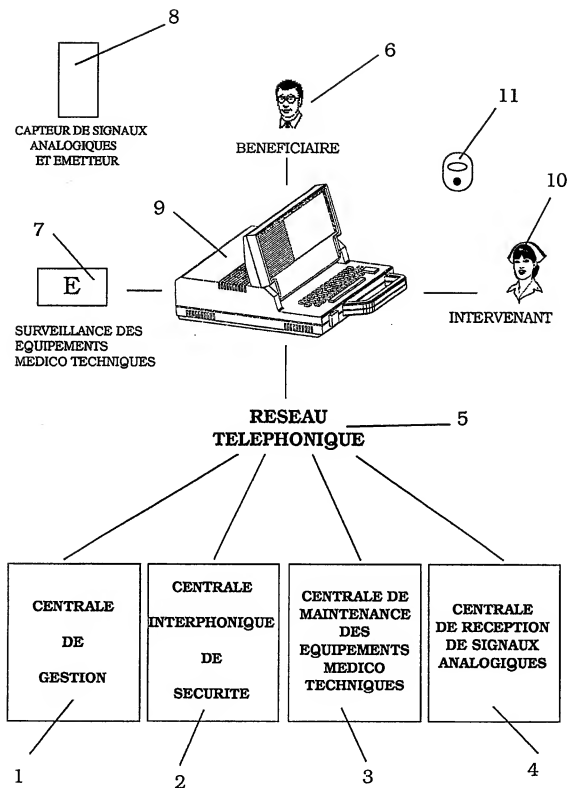 8
6
11
CAPTEUR DE SIGNAUX
ANALOGIQUES
ET EMETTEUR
BENEFICIAIRE
10
9
7
E
INTERVENANT
SURVEILLANCE DES
EQUIPEMENTS
MEDICO TECHNIQUES
RESEAU
TELEPHONIQUE
5
CENTRALE
DE
GESTION
CENTRALE
INTERPHONIQUE
DE
SECURITE
CENTRALE DE
MAINTENANCE
DES
EQUIPEMENTS
MEDICO
TECHNIQUES
CENTRALE
DE RECEPTION
DE SIGNAUX
ANALOGIQUES
1
2
3
4